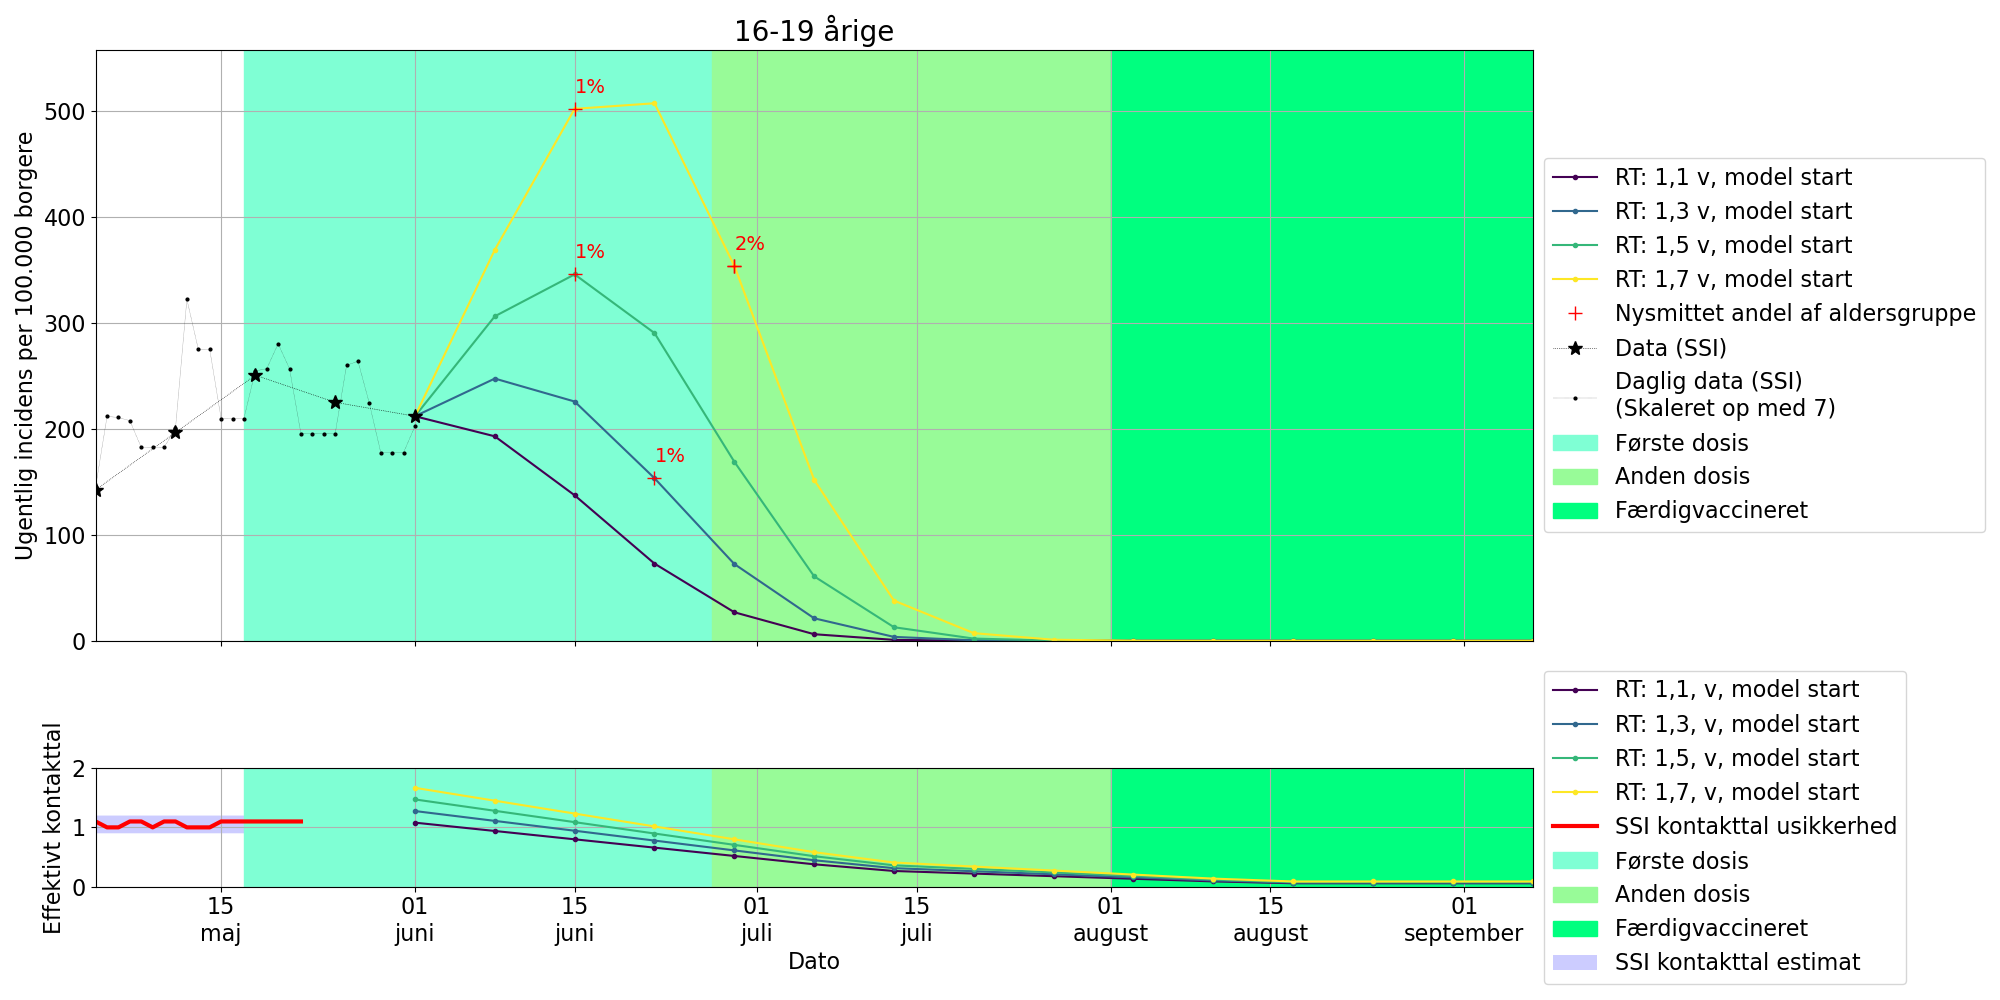 16-19 årige
Ugentlig incidens per 100.000 borgere
500
400
300
200
100
0
1%
1%
2%
1%
RT: 1,1 v, model start
RT: 1,3 v, model start
RT: 1,5 v, model start
RT: 1,7 v, model start
Nysmittet andel af aldersgruppe
Data (SSI)
Daglig data (SSI)
(Skaleret op med 7)
Første dosis
Anden dosis
Færdigvaccineret
Effektivt kontakttal
2
1
0
15
maj
01
juni
15
juni
01
juli
15
juli
01
august
15
august
01
september
Dato
RT: 1,1, v, model start
RT: 1,3, v, model start
RT: 1,5, v, model start
RT: 1,7, v, model start
SSI kontakttal usikkerhed
Første dosis
Anden dosis
Færdigvaccineret
SSI kontakttal estimat